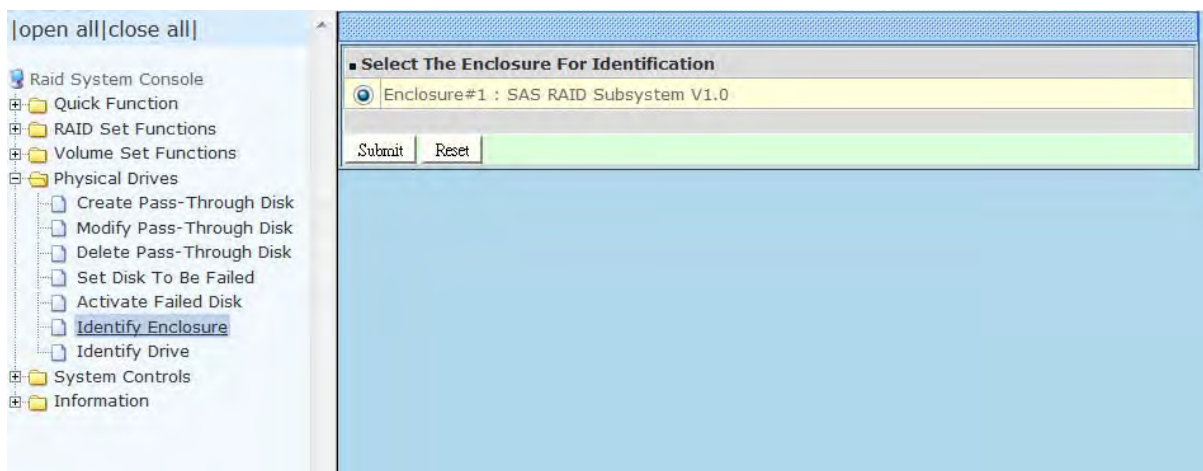 |open all|close all|
Raid System Console
Quick Function
RAID Set Functions
Volume Set Functions
Physical Drives
Create Pass-Through Disk
Modify Pass-Through Disk
Delete Pass-Through Disk
Set Disk To Be Failed
Activate Failed Disk
Identify Enclosure
Identify Drive
System Controls
Information
Select The Enclosure For Identification
Enclosure#1 : SAS RAID Subsystem V1.0
Submit Reset